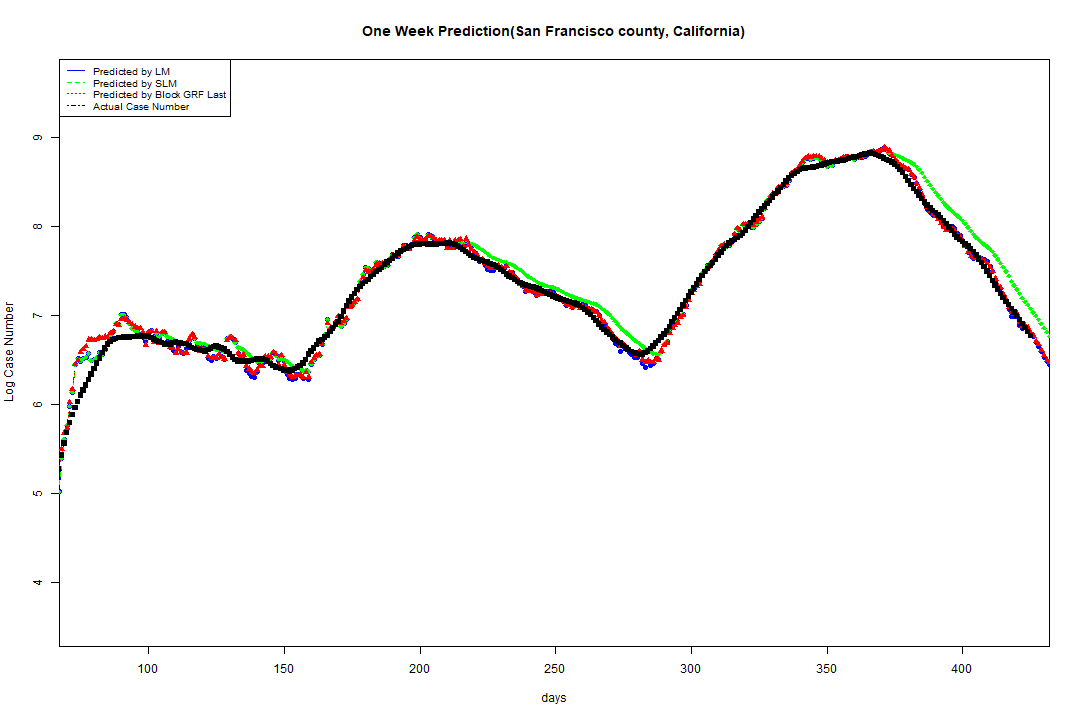 One Week Prediction(San Francisco county, California)
Predicted by LM
Predicted by SLM
Predicted by Block GRF Last
Actual Case Number
9
8
7
6
5
4
Log Case Number
100 150 200 250 300 350 400
days